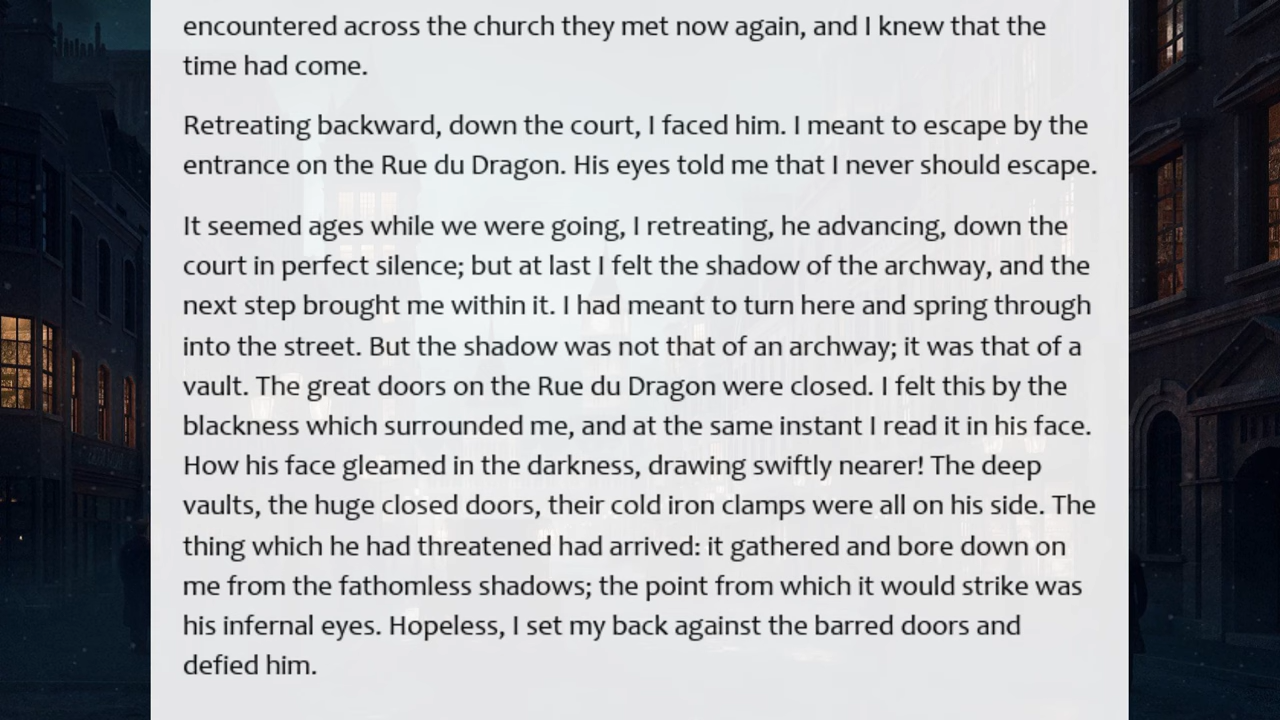 encountered across the church they met now again, and I knew that the
time had come.
Retreating backward, down the court, I faced him. I meant to escape by the
entrance on the Rue du Dragon. His eyes told me that I never should escape.
It seemed ages while we were going, I retreating, he advancing, down the
court in perfect silence; but at last I felt the shadow of the archway, and the
next step brought me within it. I had meant to turn here and spring through
into the street. But the shadow was not that of an archway; it was that of a
vault. The great doors on the Rue du Dragon were closed. I felt this by the
blackness which surrounded me, and at the same instant I read it in his face.
How his face gleamed in the darkness, drawing swiftly nearer! The deep
vaults, the huge closed doors, their cold iron clamps were all on his side. The
thing which he had threatened had arrived: it gathered and bore down on
me from the fathomless shadows; the point from which it would strike was
his infernal eyes. Hopeless, I set my back against the barred doors and
defied him.